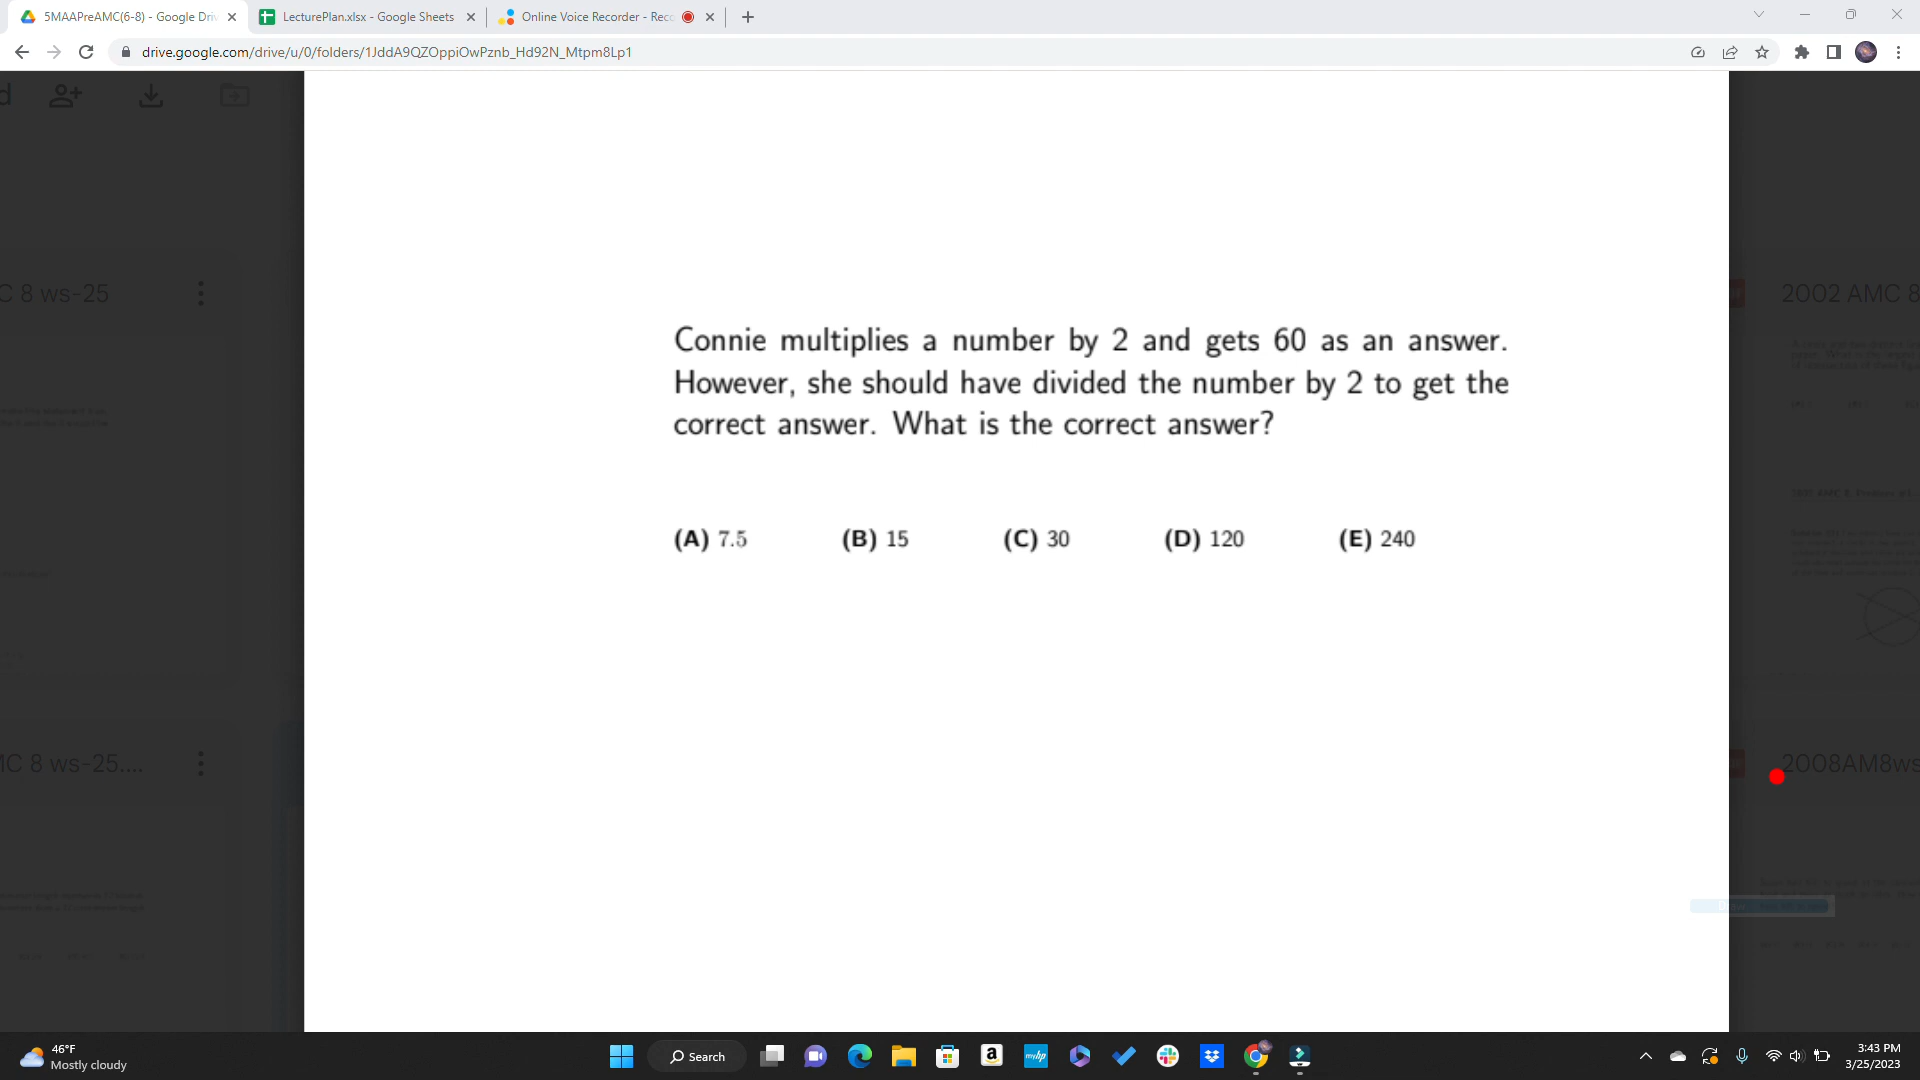 5MAAPreAMC(6-8) - Google Dri
LecturePlan.xlsx - Google Sheets
Online Voice Recorder - Rec
drive.google.com/drive/u/0/folders/1JddA9QZOppiOwPznb_Hd92N_Mtpm8Lp1
C 8 ws-25
2002 AMC 8
Connie multiplies a number by 2 and gets 60 as an answer.
However, she should have divided the number by 2 to get the
correct answer. What is the correct answer?
(A) 7.5 (B) 15 (C) 30 (D) 120 (E) 240
MC 8 ws-25....
2008AM8ws
46°F
Mostly cloudy
Search
a
myhp
3:43 PM
3/25/2023